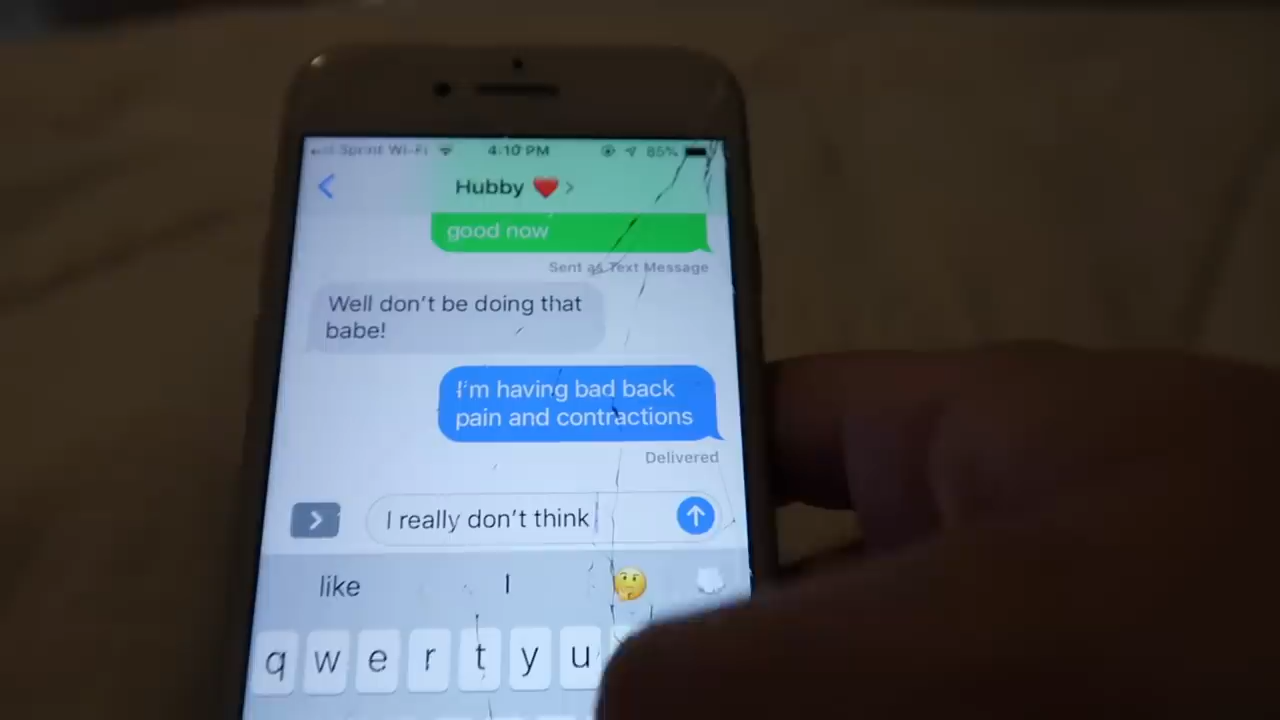 Sprint Wi-Fi 4:10 PM 85%
Hubby ❤️ >
good now
Sent as Text Message
Well don't be doing that
babe!
I'm having bad back
pain and contractions
Delivered
I really don't think
like I 🤔
q w e r t y u